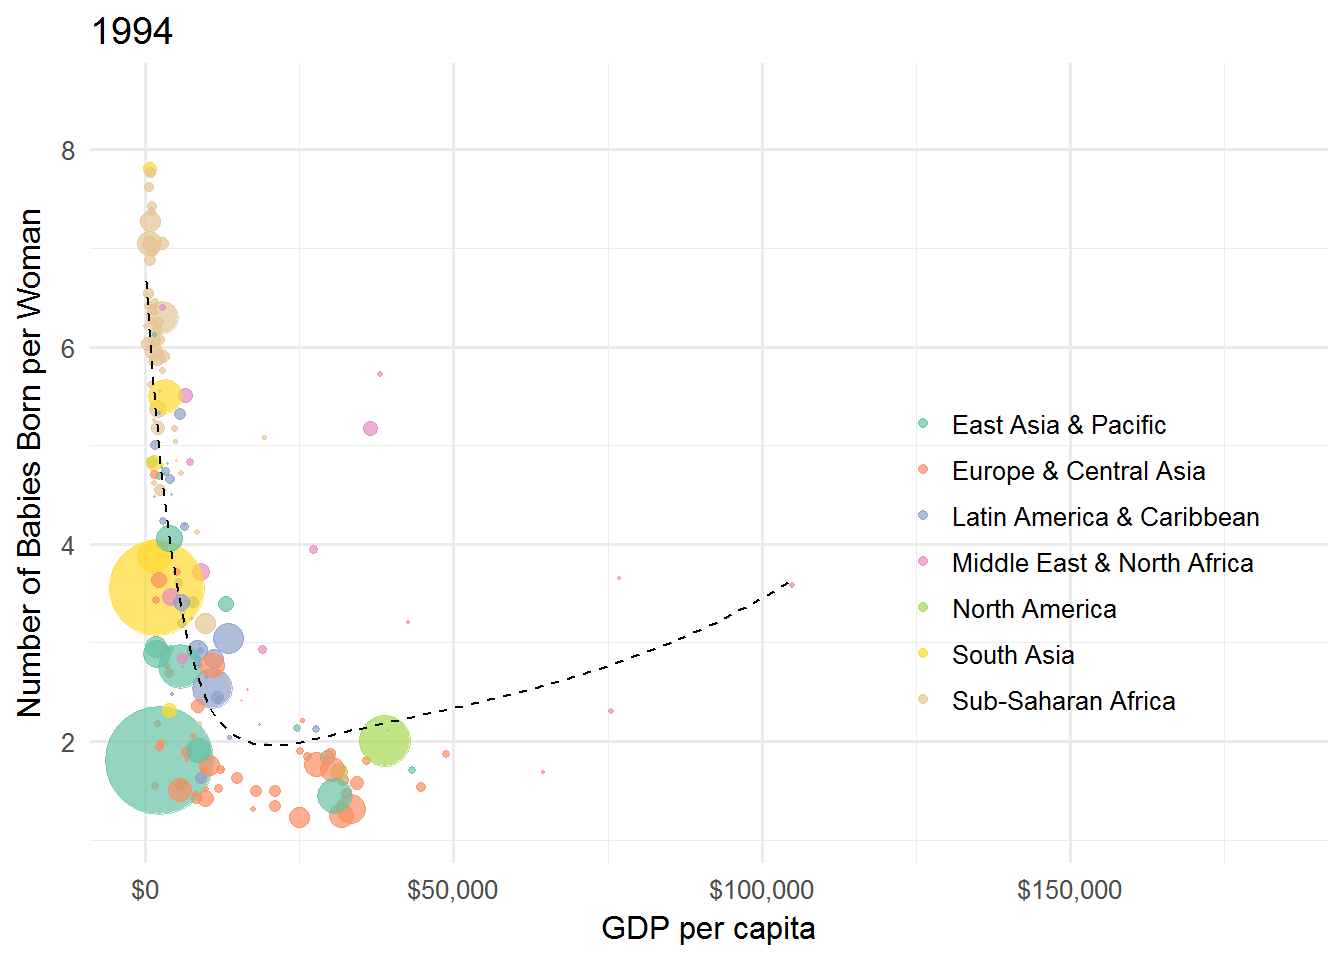 1994
Number of Babies Born per Woman
8
6
4
2
$0
$50,000
$100,000
$150,000
GDP per capita
East Asia & Pacific
Europe & Central Asia
Latin America & Caribbean
Middle East & North Africa
North America
South Asia
Sub-Saharan Africa